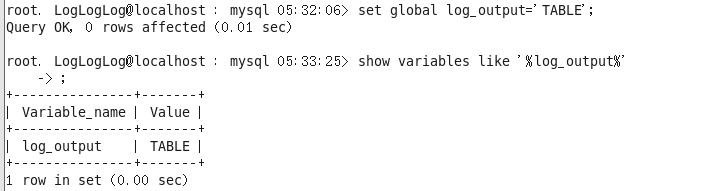 root. LogLogLog@localhost : mysql 05:32:06> set global log_output='TABLE';
Query OK, 0 rows affected (0.01 sec)
root. LogLogLog@localhost : mysql 05:33:25> show variables like '%log_output%'
    -> ;
+---------------+-------+
| Variable_name | Value |
+---------------+-------+
| log_output    | TABLE |
+---------------+-------+
1 row in set (0.00 sec)